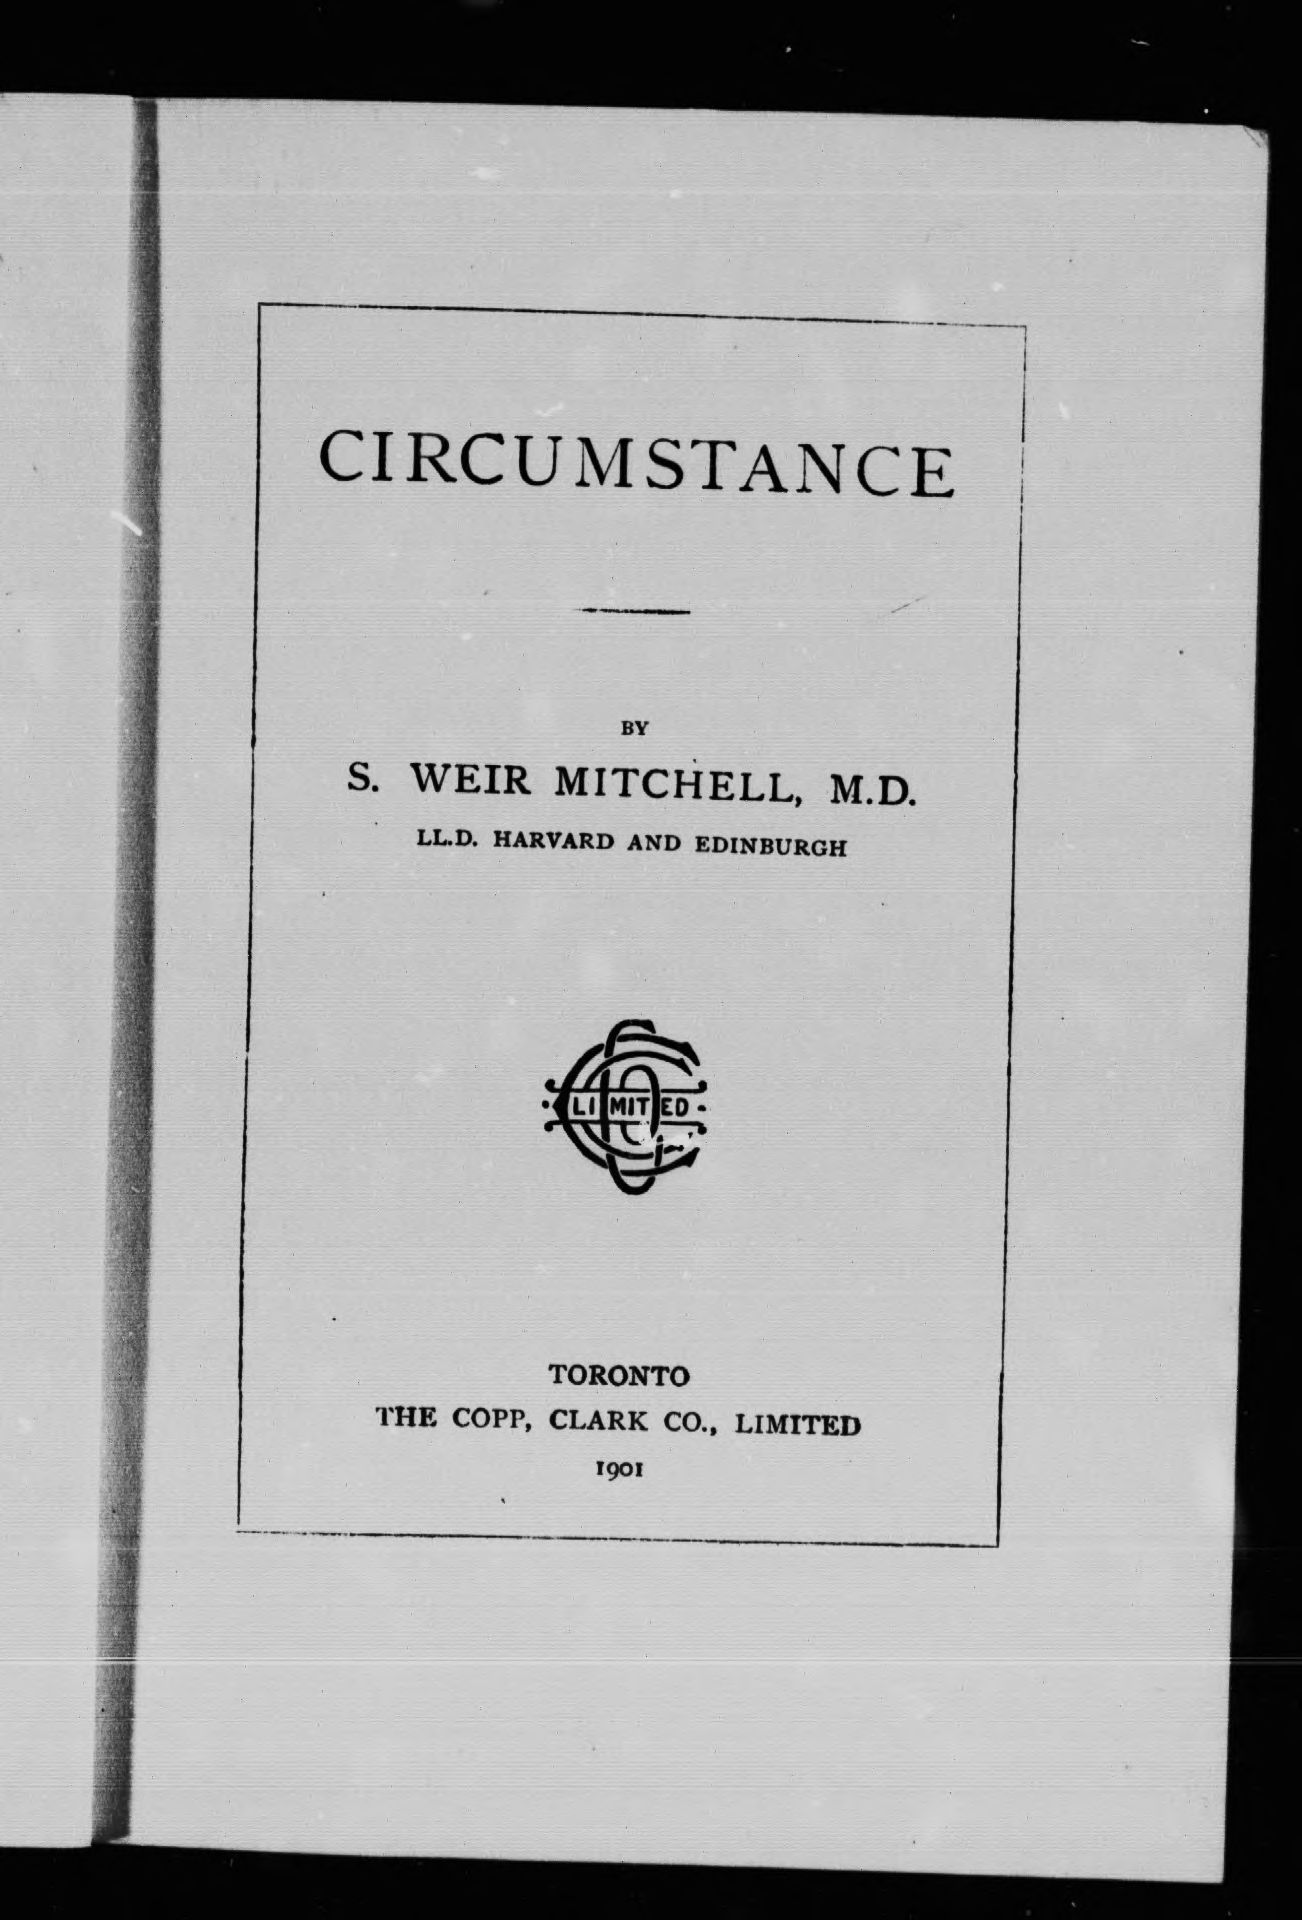 CIRCUMSTANCE
BY
S. WEIR MITCHELL, M.D.
LL.D. HARVARD AND EDINBURGH
LIMITED
TORONTO
THE COPP, CLARK CO., LIMITED
1901